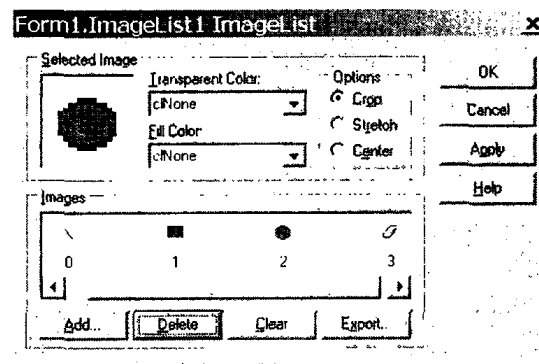 Form1.ImageList1 ImageList
Selected Image
Transparent Color:
clNone
Fill Color
clNone
Options
Crop
Stretch
Center
OK
Cancel
Apply
Help
Images
0 1 2 3
Add... Delete Clear Export..